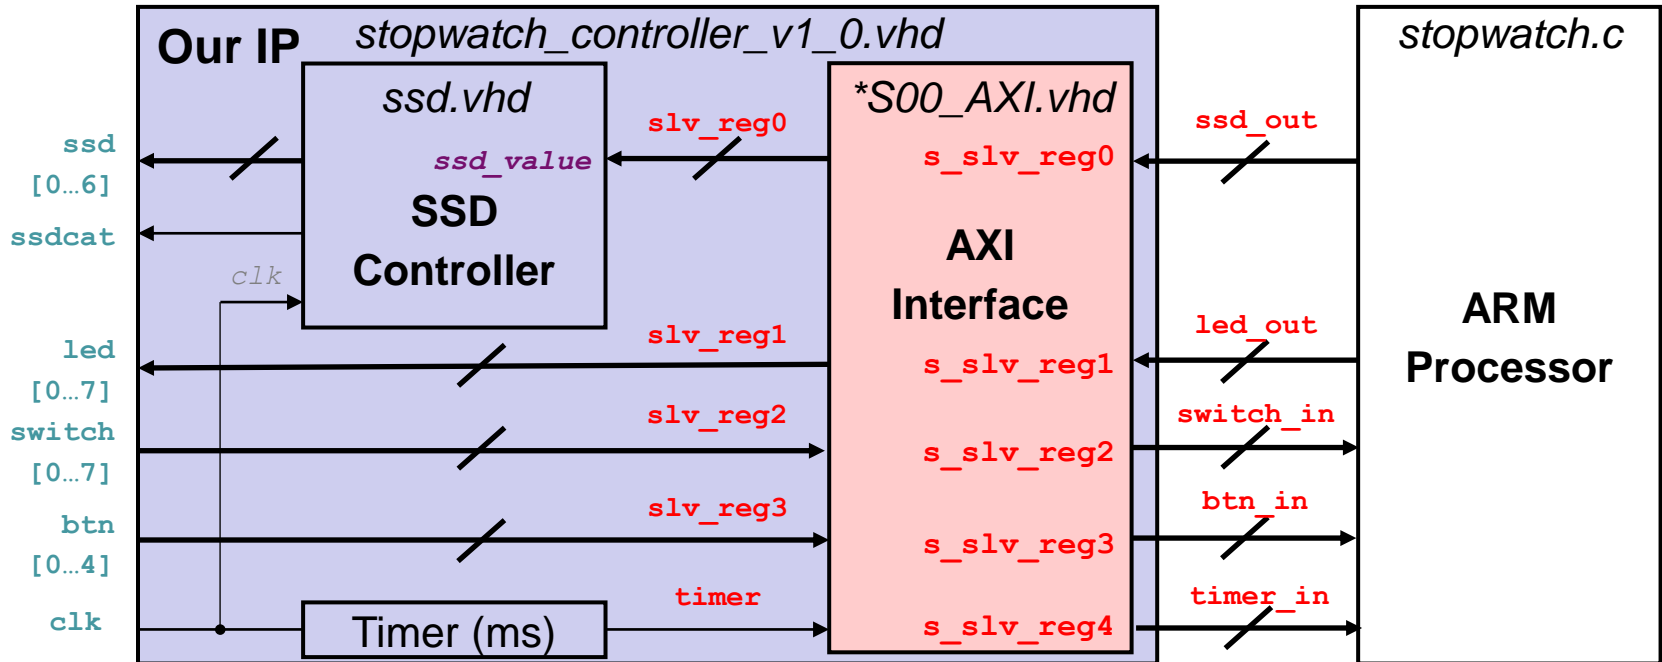 Our IP
stopwatch_controller_v1_0.vhd
stopwatch.c
ssd.vhd
*S00_AXI.vhd
ssd
[0…6]
ssdcat
ssd_value
SSD
Controller
clk
slv_reg0
s_slv_reg0
ssd_out
AXI
Interface
ARM
Processor
led
[0…7]
slv_reg1
s_slv_reg1
led_out
switch
[0…7]
slv_reg2
s_slv_reg2
switch_in
btn
[0…4]
slv_reg3
s_slv_reg3
btn_in
clk
Timer (ms)
timer
s_slv_reg4
timer_in